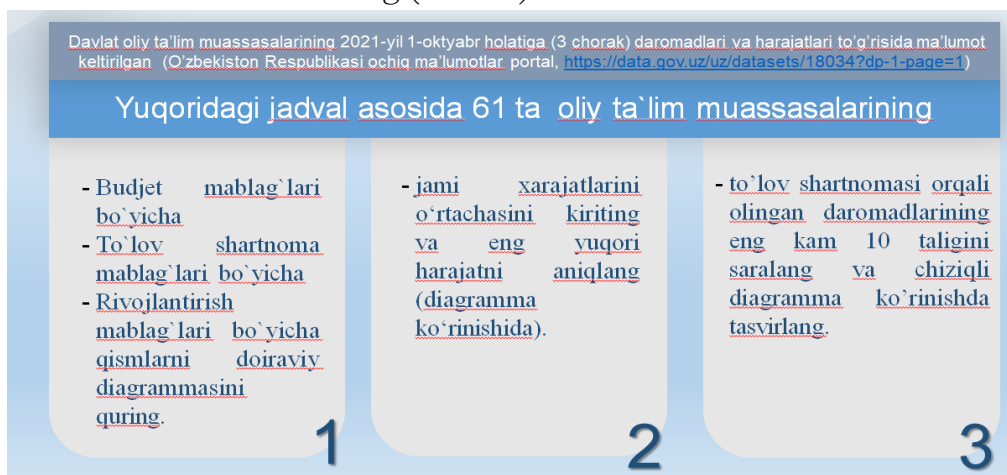 Davlat oliy ta'lim muassasalarining 2021-yil 1-oktyabr holatiga (3 chorak) daromadlari va harajatlari to'g'risida ma'lumot
keltirilgan (O'zbekiston Respublikasi ochiq ma'lumotlar portal, https://data.gov.uz/uz/datasets/18034?dp-1-page=1)
Yuqoridagi jadval asosida 61 ta oliy ta`lim muassasalarining
- Budjet mablag`lari
bo`yicha
- To`lov shartnoma
mablag`lari bo`yicha
- Rivojlantirish
mablag`lari bo`yicha
qismlarni doiraviy
diagrammasini
quring.
1
- jami xarajatlarini
o‘rtachasini kiriting
va eng yuqori
harajatni aniqlang
(diagramma
ko‘rinishida).
2
- to’lov shartnomasi orqali
olingan daromadlarining
eng kam 10 taligini
saralang va chiziqli
diagramma ko’rinishda
tasvirlang.
3